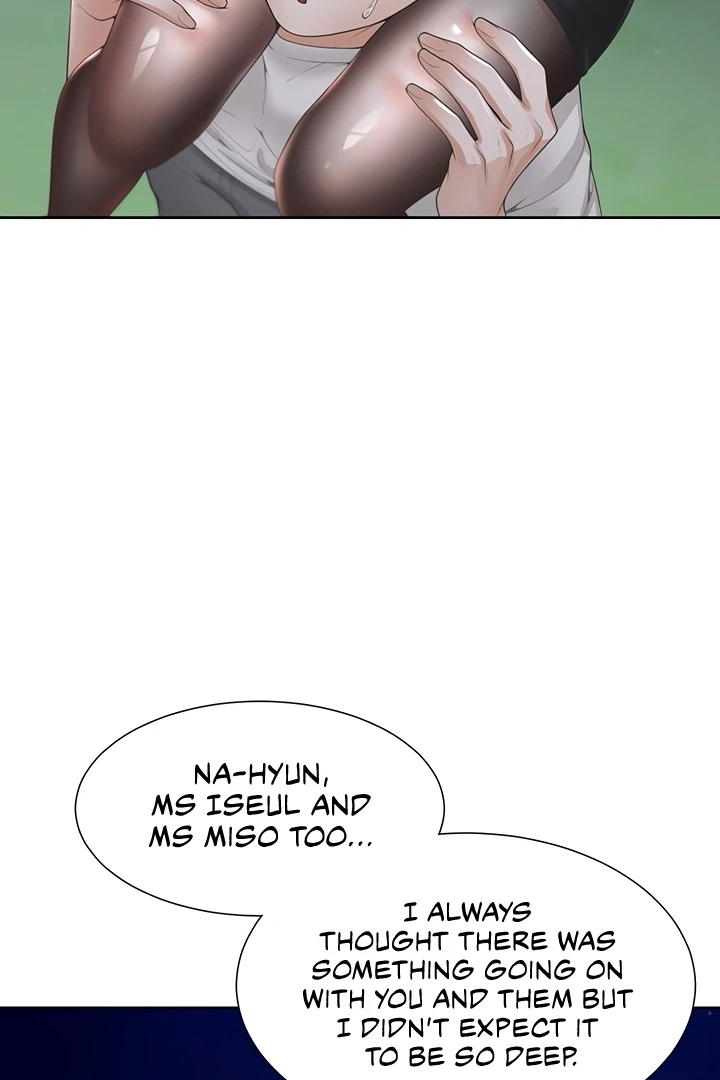 NA-HYUN,
MS ISEUL AND
MS MISO TOO...
I ALWAYS
THOUGHT THERE WAS
SOMETHING GOING ON
WITH YOU AND THEM BUT
I DIDN'T EXPECT IT
TO BE SO DEEP.